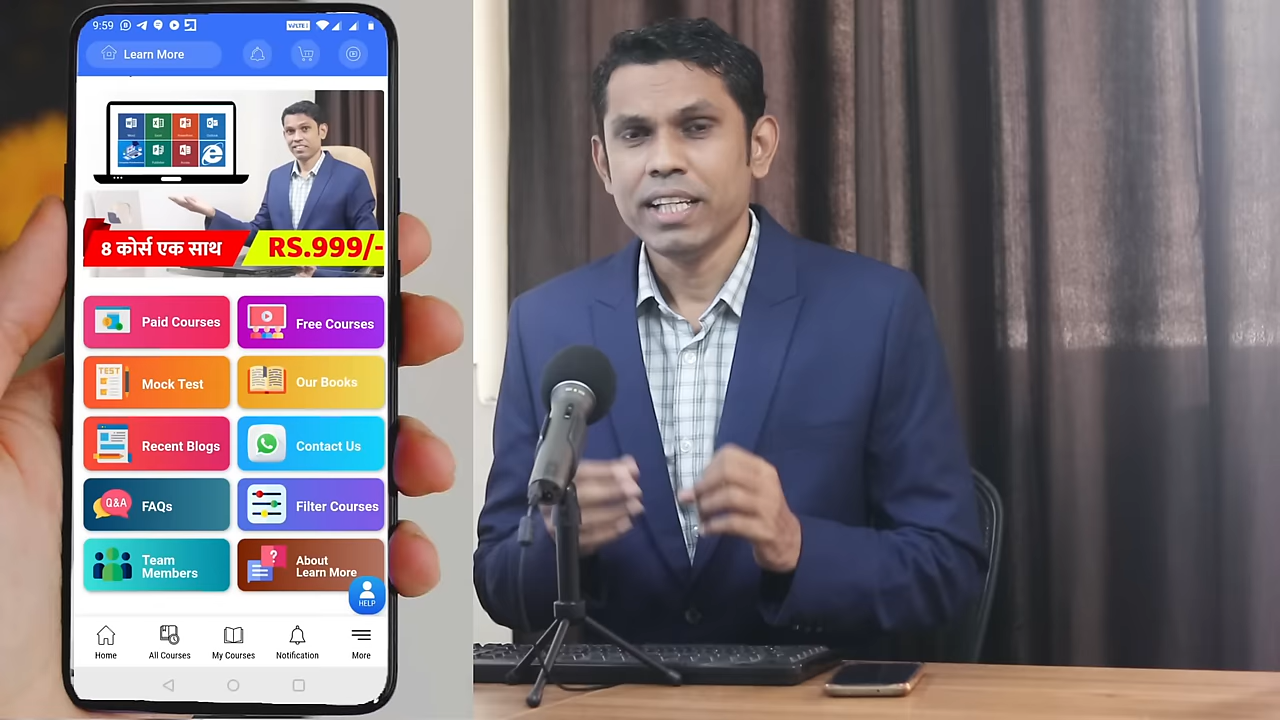 9:59
VoLTE
Learn More
8 कोर्स एक साथ
RS.999/-
Paid Courses
Free Courses
TEST
Mock Test
Our Books
Recent Blogs
Contact Us
Q&A
FAQs
Filter Courses
Team
Members
?
About
Learn More
HELP
Home
All Courses
My Courses
Notification
More